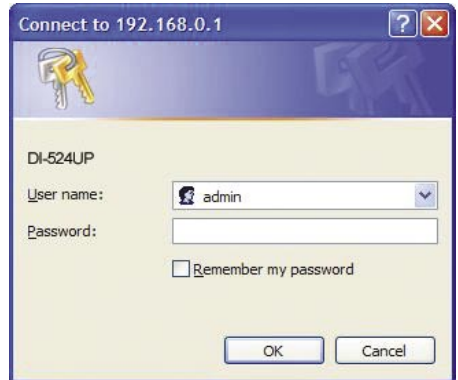 Connect to 192.168.0.1
DI-524UP
User name: admin
Password:
Remember my password
OK Cancel